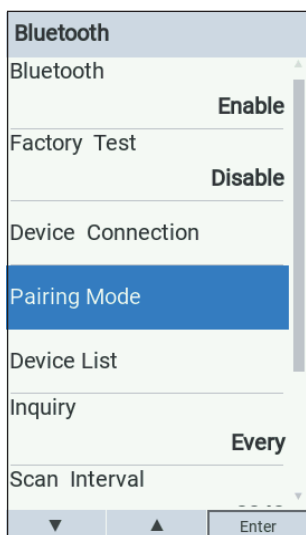 Bluetooth
Bluetooth
Enable
Factory Test
Disable
Device Connection
Pairing Mode
Device List
Inquiry
Every
Scan Interval
▼ ▲ Enter